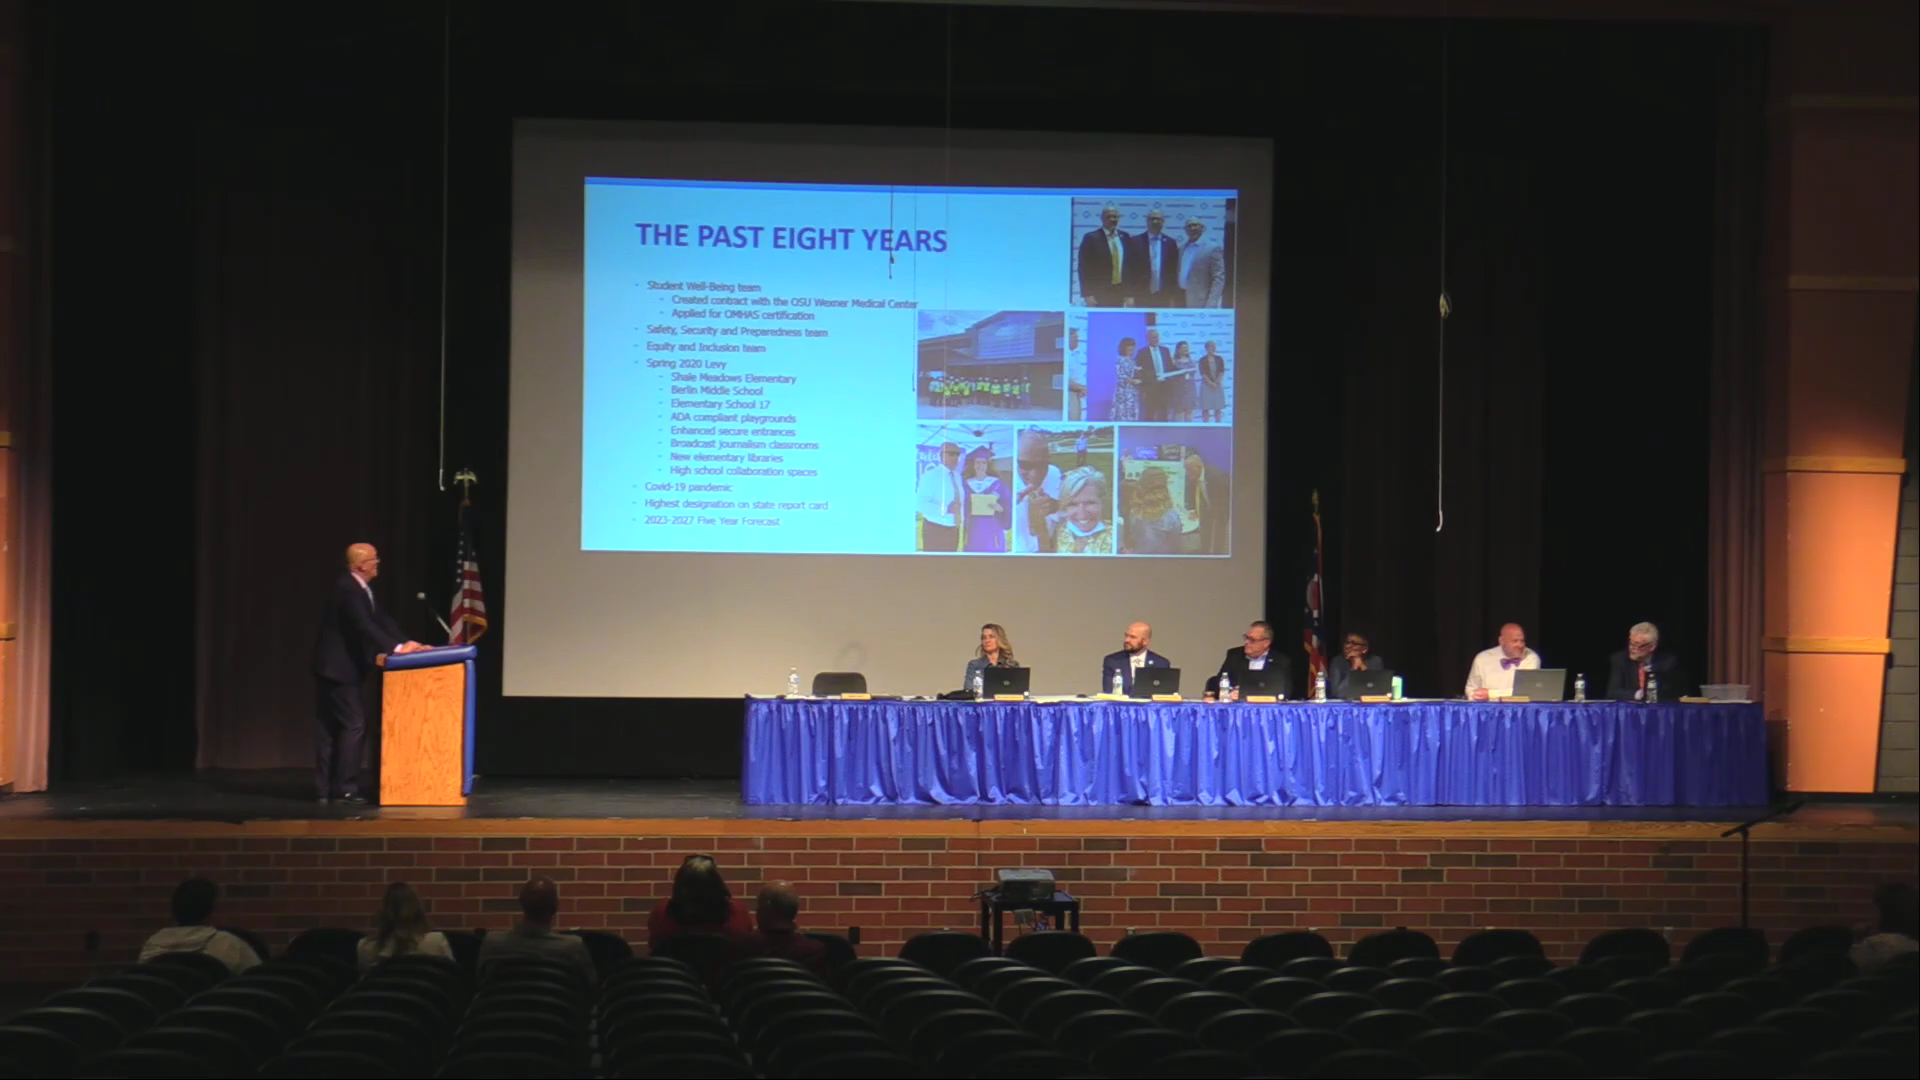 THE PAST EIGHT YEARS
- Student Well-Being team
- Created contract with the OSU Wexner Medical Center
- Applied for OMHAS certification
- Safety, Security and Preparedness team
- Equity and Inclusion team
- Spring 2020 Levy
- Shale Meadows Elementary
- Berlin Middle School
- Elementary School 17
- ADA compliant playgrounds
- Enhanced secure entrances
- Broadcast journalism classrooms
- New elementary libraries
- High school collaboration spaces
- Covid-19 pandemic
- Highest designation on state report card
- 2023-2027 Five Year Forecast